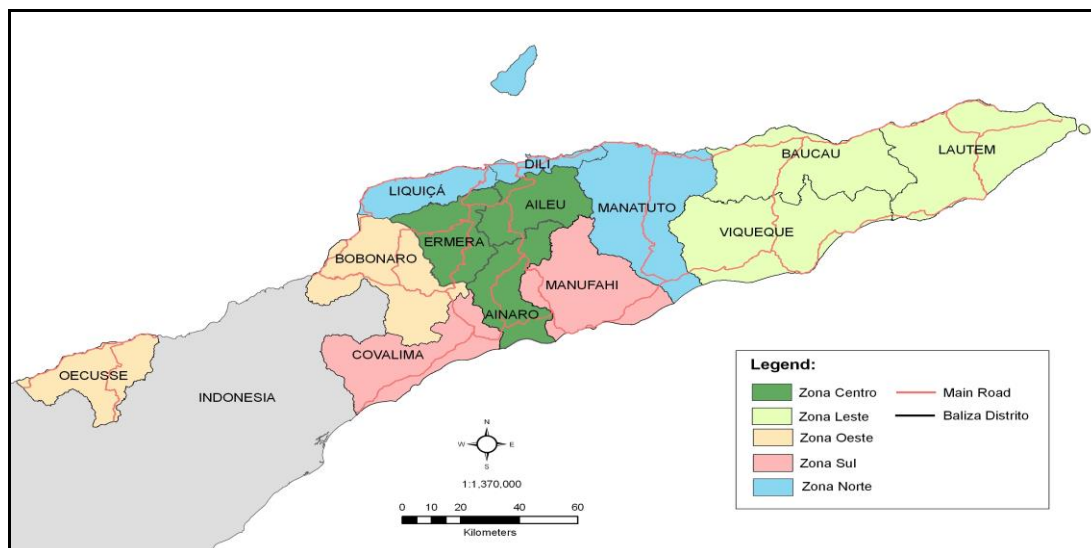 DILI
BAUCAU
LAUTEM
LIQUIÇÁ
AILEU
MANATUTO
VIQUEQUE
ERMERA
BOBONARO
MANUFAHI
AINARO
COVALIMA
OECUSSE
INDONESIA
N
W E
S
1:1,370,000
0 10 20 40 60
Kilometers
Legend:
Zona Centro
Zona Leste
Zona Oeste
Zona Sul
Zona Norte
Main Road
Baliza Distrito